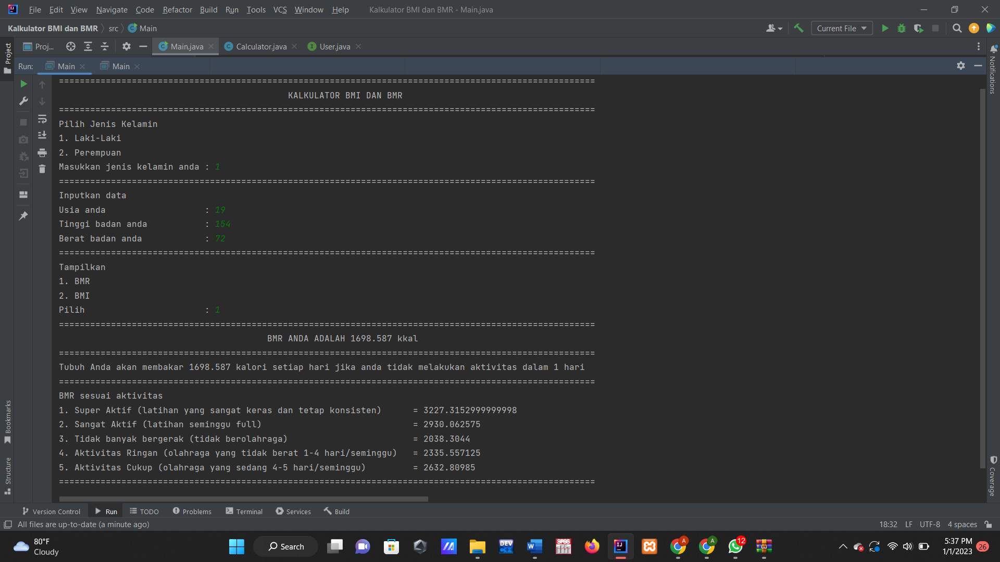 File Edit View Navigate Code Refactor Build Run Tools VCS Window Help Kalkulator BMI dan BMR - Main.java
Kalkulator BMI dan BMR src Main Current File
Proj... Main.java Calculator.java User.java
Run: Main Main
Project
Notifications
========================================================================================================
KALKULATOR BMI DAN BMR
========================================================================================================
Pilih Jenis Kelamin
1. Laki-Laki
2. Perempuan
Masukkan jenis kelamin anda : 1
========================================================================================================
Inputkan data
Usia anda : 19
Tinggi badan anda : 154
Berat badan anda : 72
========================================================================================================
Tampilkan
1. BMR
2. BMI
Pilih : 1
========================================================================================================
BMR ANDA ADALAH 1698.587 kkal
========================================================================================================
Tubuh Anda akan membakar 1698.587 kalori setiap hari jika anda tidak melakukan aktivitas dalam 1 hari
========================================================================================================
BMR sesuai aktivitas
1. Super Aktif (latihan yang sangat keras dan tetap konsisten) = 3227.3152999999998
2. Sangat Aktif (latihan seminggu full) = 2930.062575
3. Tidak banyak bergerak (tidak berolahraga) = 2038.3044
4. Aktivitas Ringan (olahraga yang tidak berat 1-4 hari/seminggu) = 2335.557125
5. Aktivitas Cukup (olahraga yang sedang 4-5 hari/seminggu) = 2632.80985
========================================================================================================
Bookmarks
Structure
Coverage
Version Control Run TODO Problems Terminal Services Build
All files are up-to-date (a minute ago) 18:32 LF UTF-8 4 spaces
80°F
Cloudy
Search
DEV
C++
W
SPSS
IJ
A
A
12
5:37 PM
1/1/2023
26